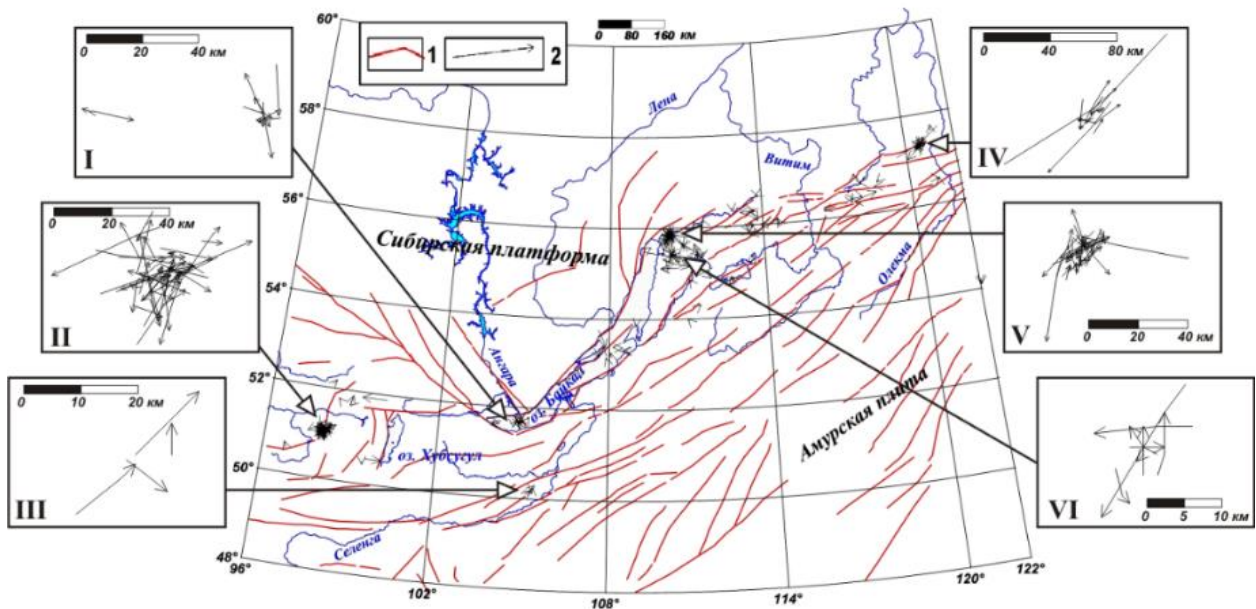 0 20 40 км
I
0 20 40 км
II
0 10 20 км
III
1 2
0 80 160 км
0 40 80 км
IV
0 20 40 км
V
0 5 10 км
VI
60°
58°
56°
54°
52°
50°
48°
96°
102°
108°
114°
120°
122°
Лена
Витим
Сибирская платформа
Олекма
Ангара
оз. Байкал
Амурская плита
оз. Хубсугул
Селенга